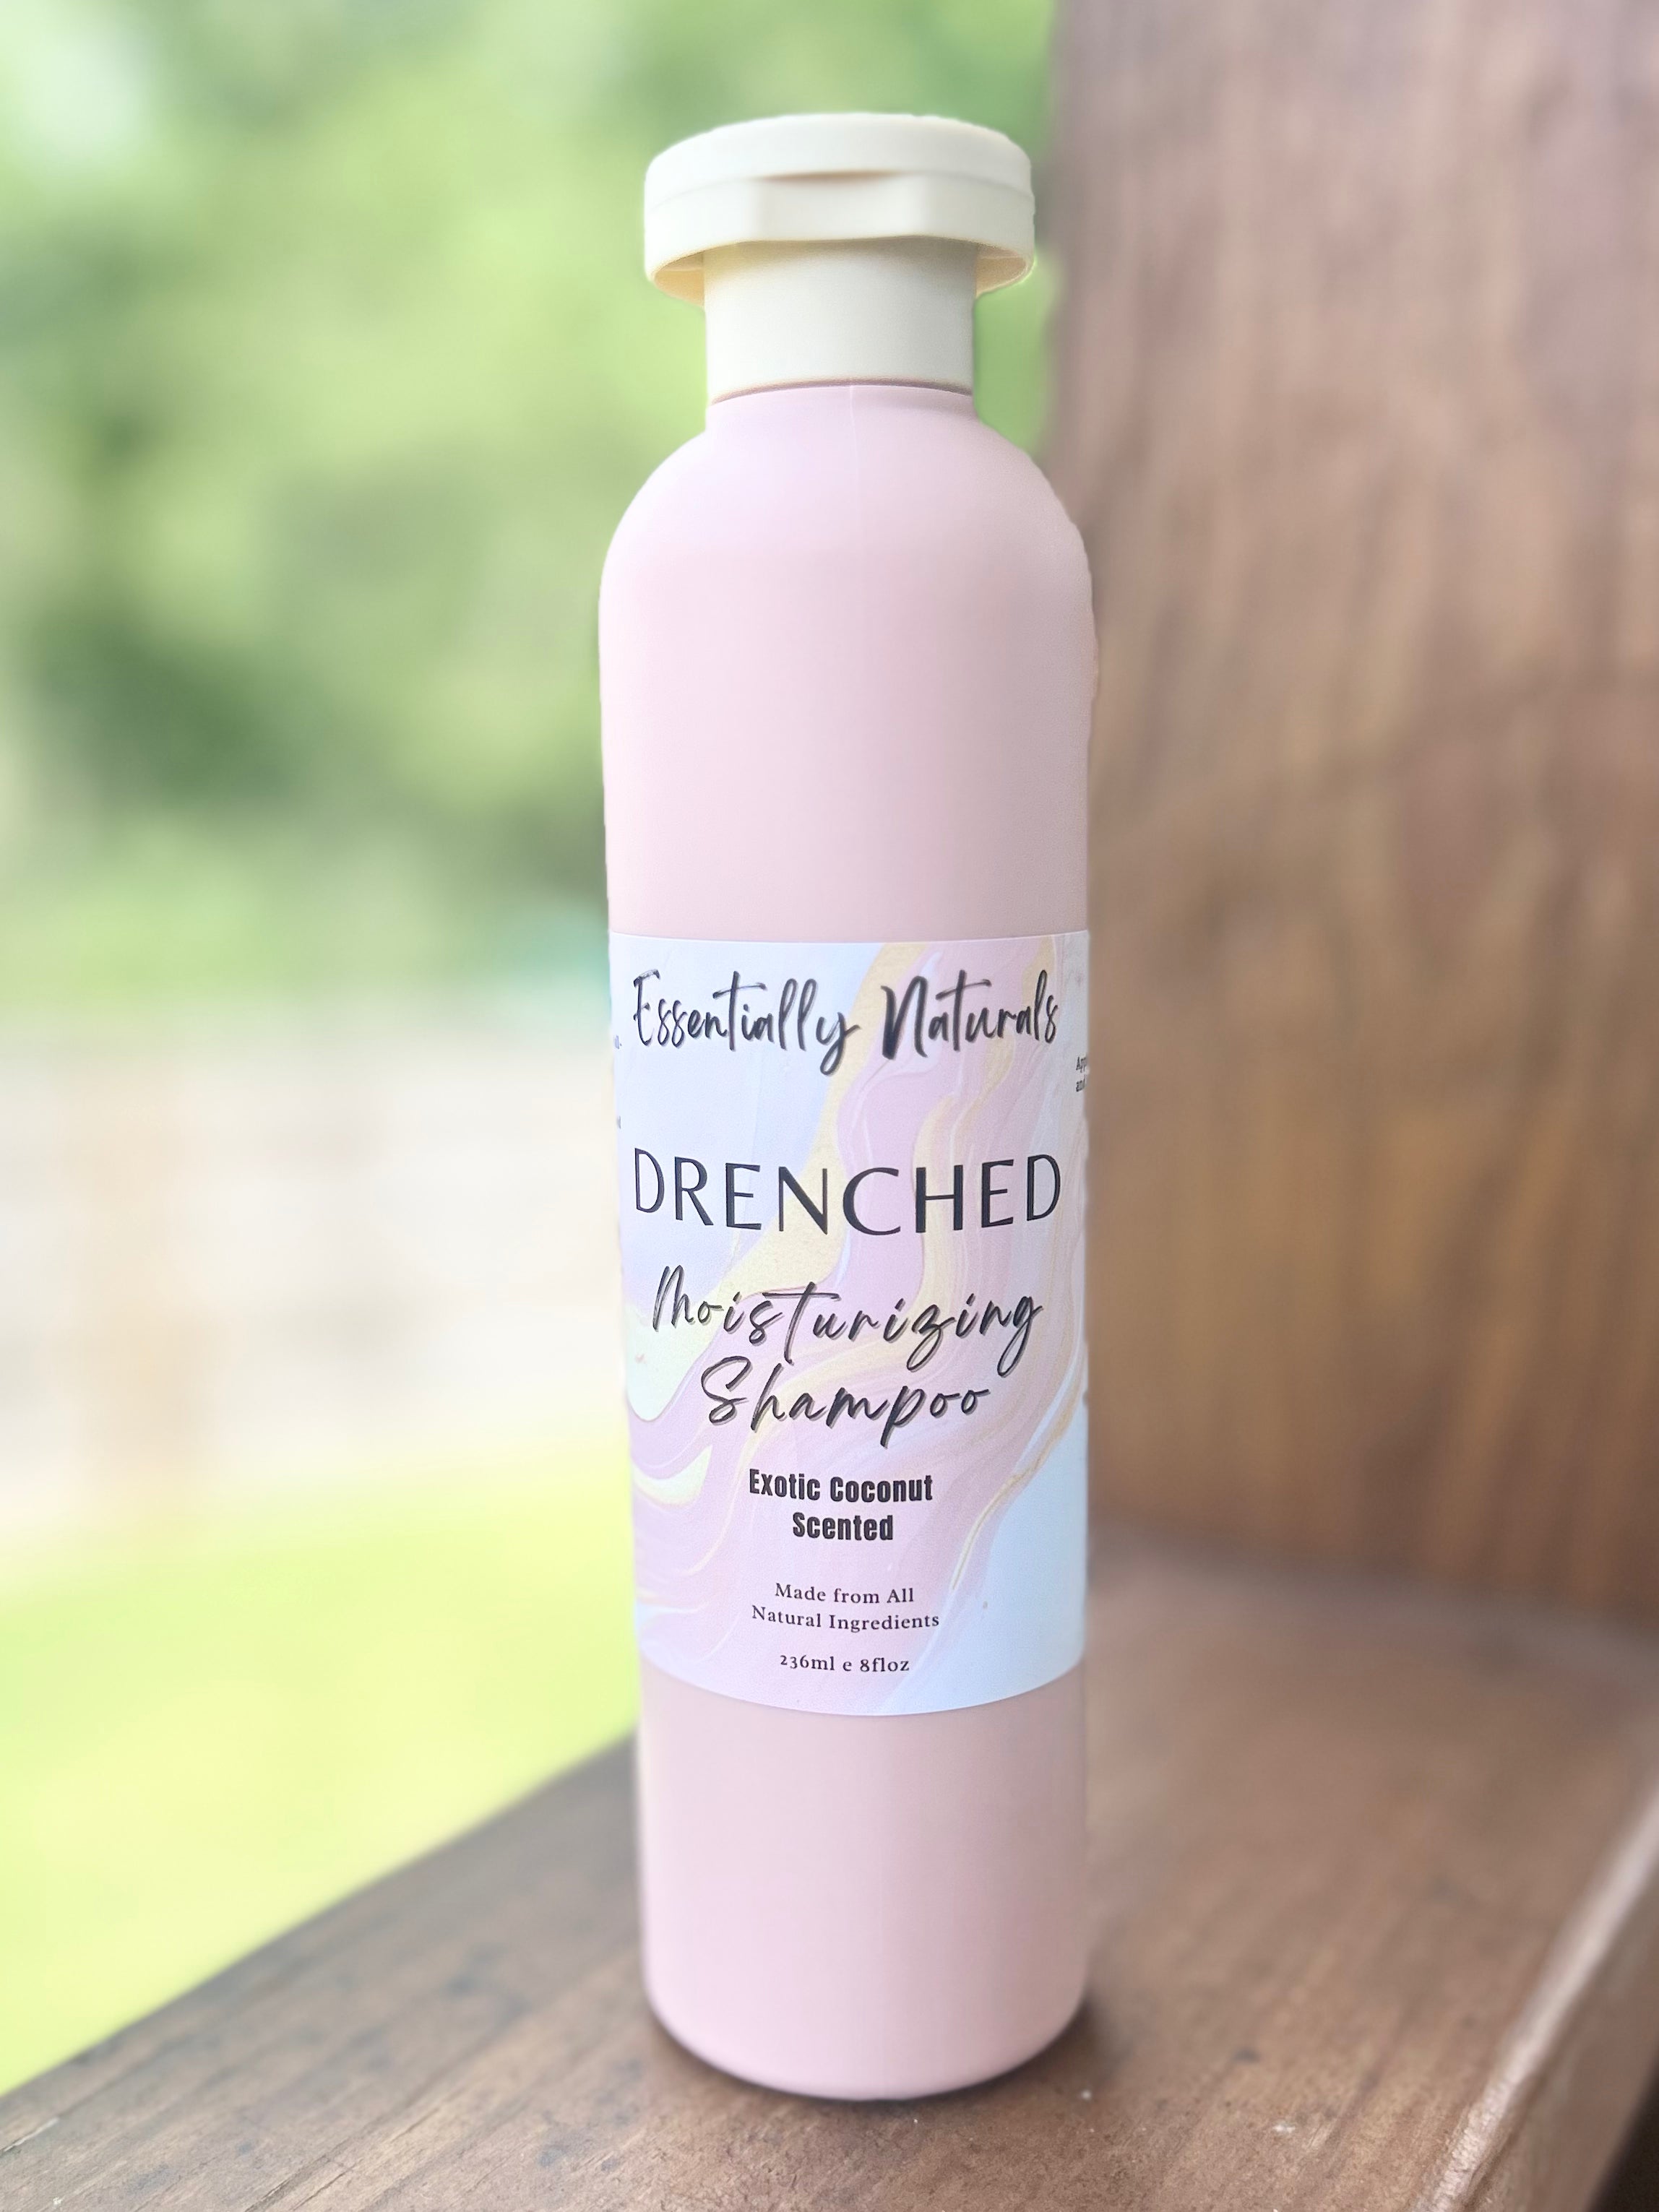 Essentially Naturals
DRENCHED
Moisturizing
Shampoo
Exotic Coconut
Scented
Made from All
Natural Ingredients
236ml e 8floz